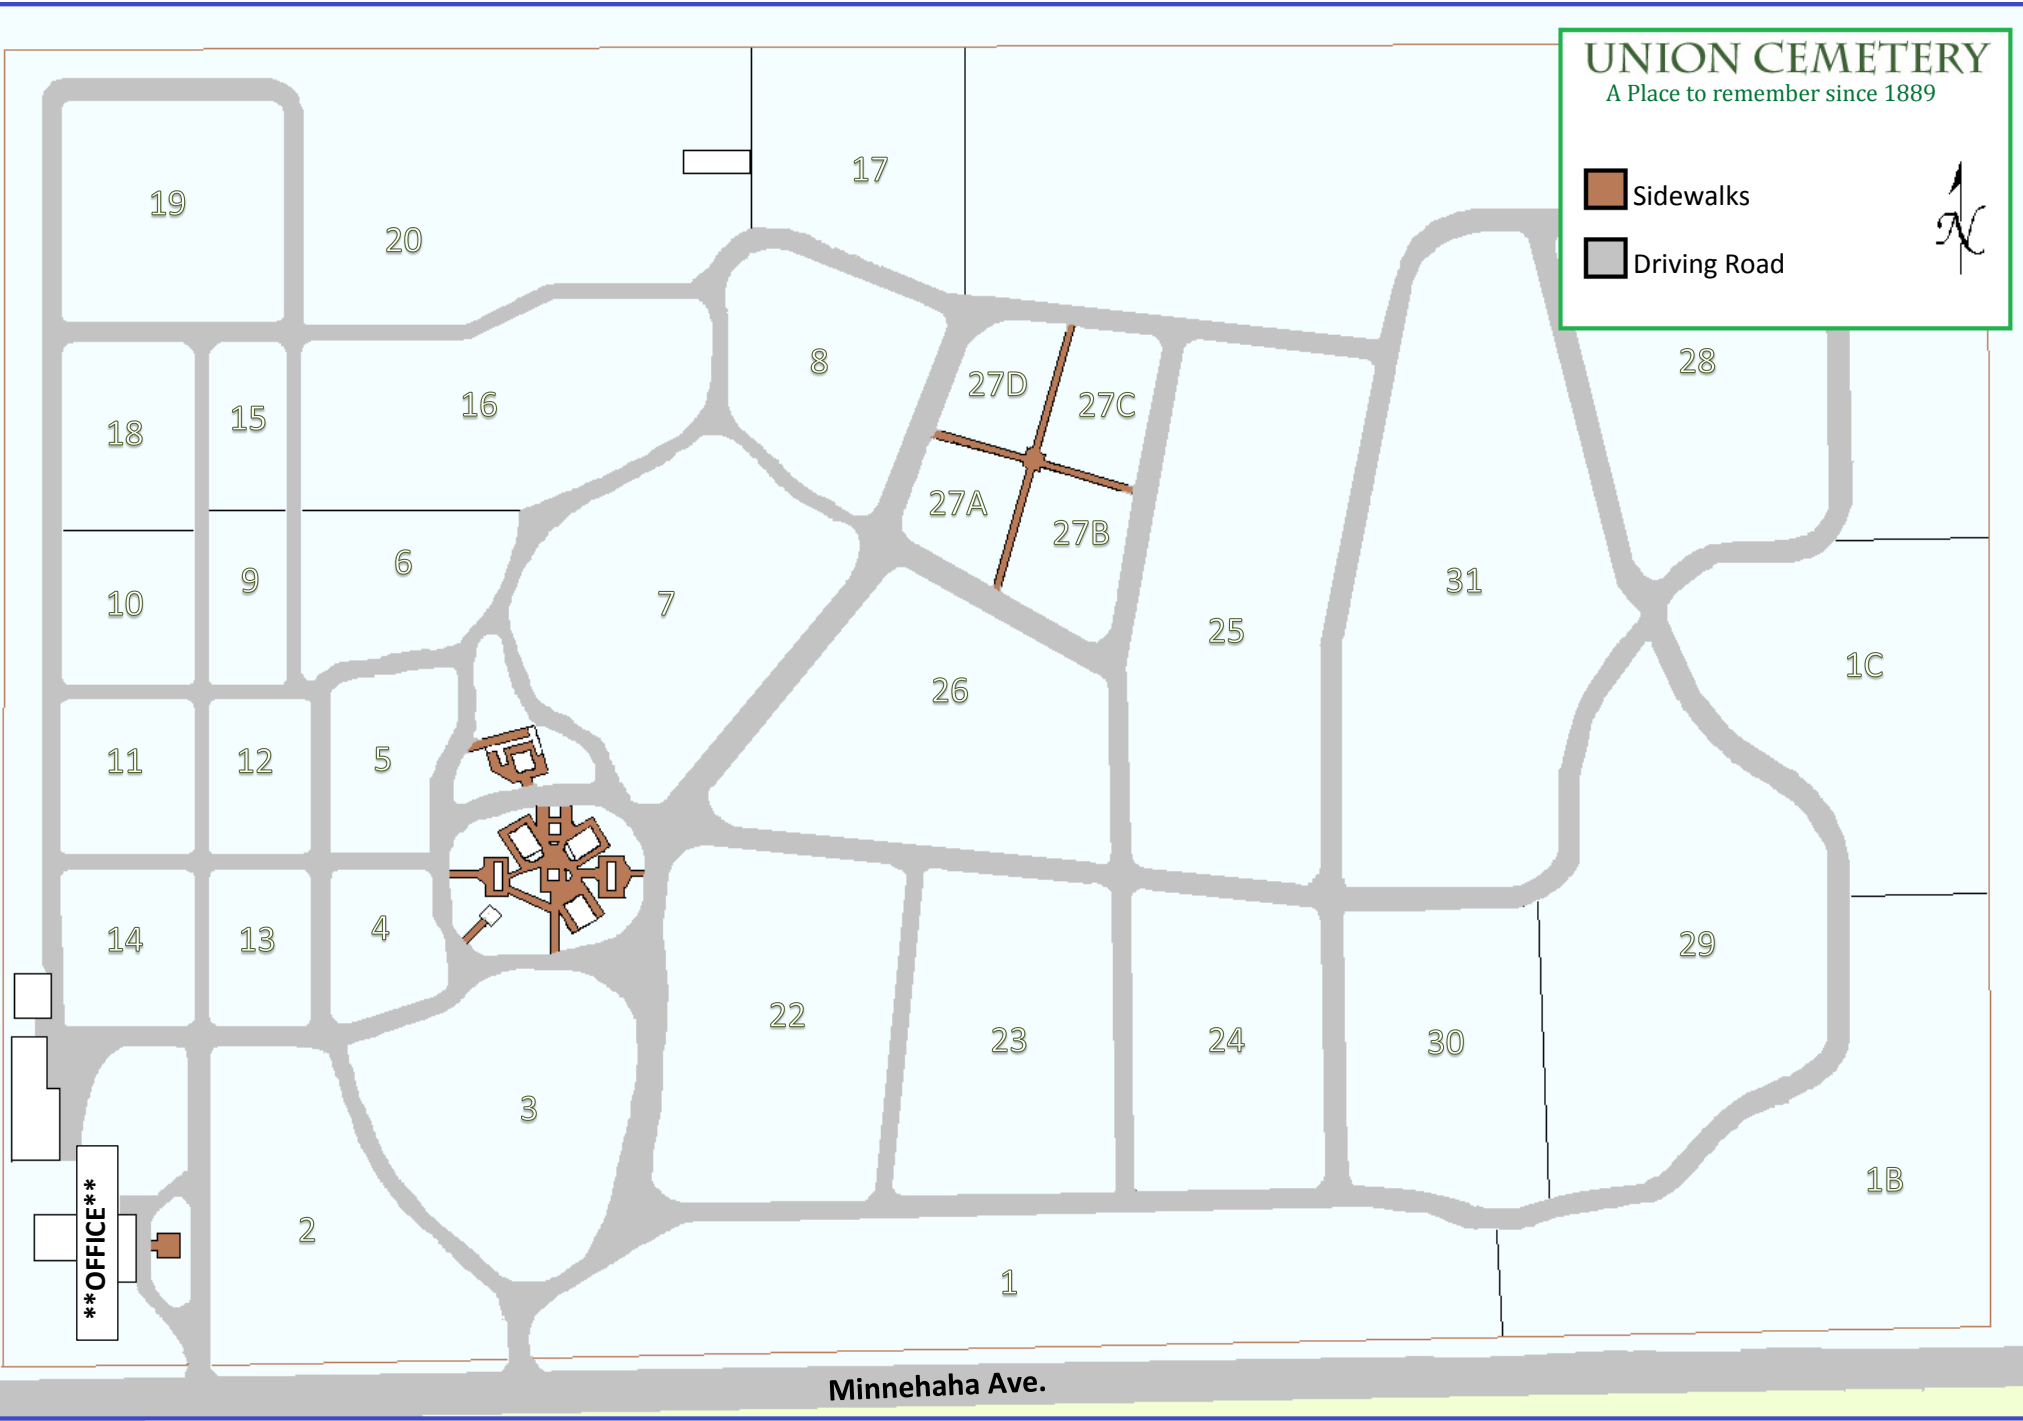 UNION CEMETERY
A Place to remember since 1889
Sidewalks
N
Driving Road
17
19
20
28
8
27D
27C
16
15
18
27A
27B
6
9
31
10
7
25
1C
26
5
11
12
4
14
13
29
22
23
24
30
3
1B
2
**OFFICE**
1
Minnehaha Ave.